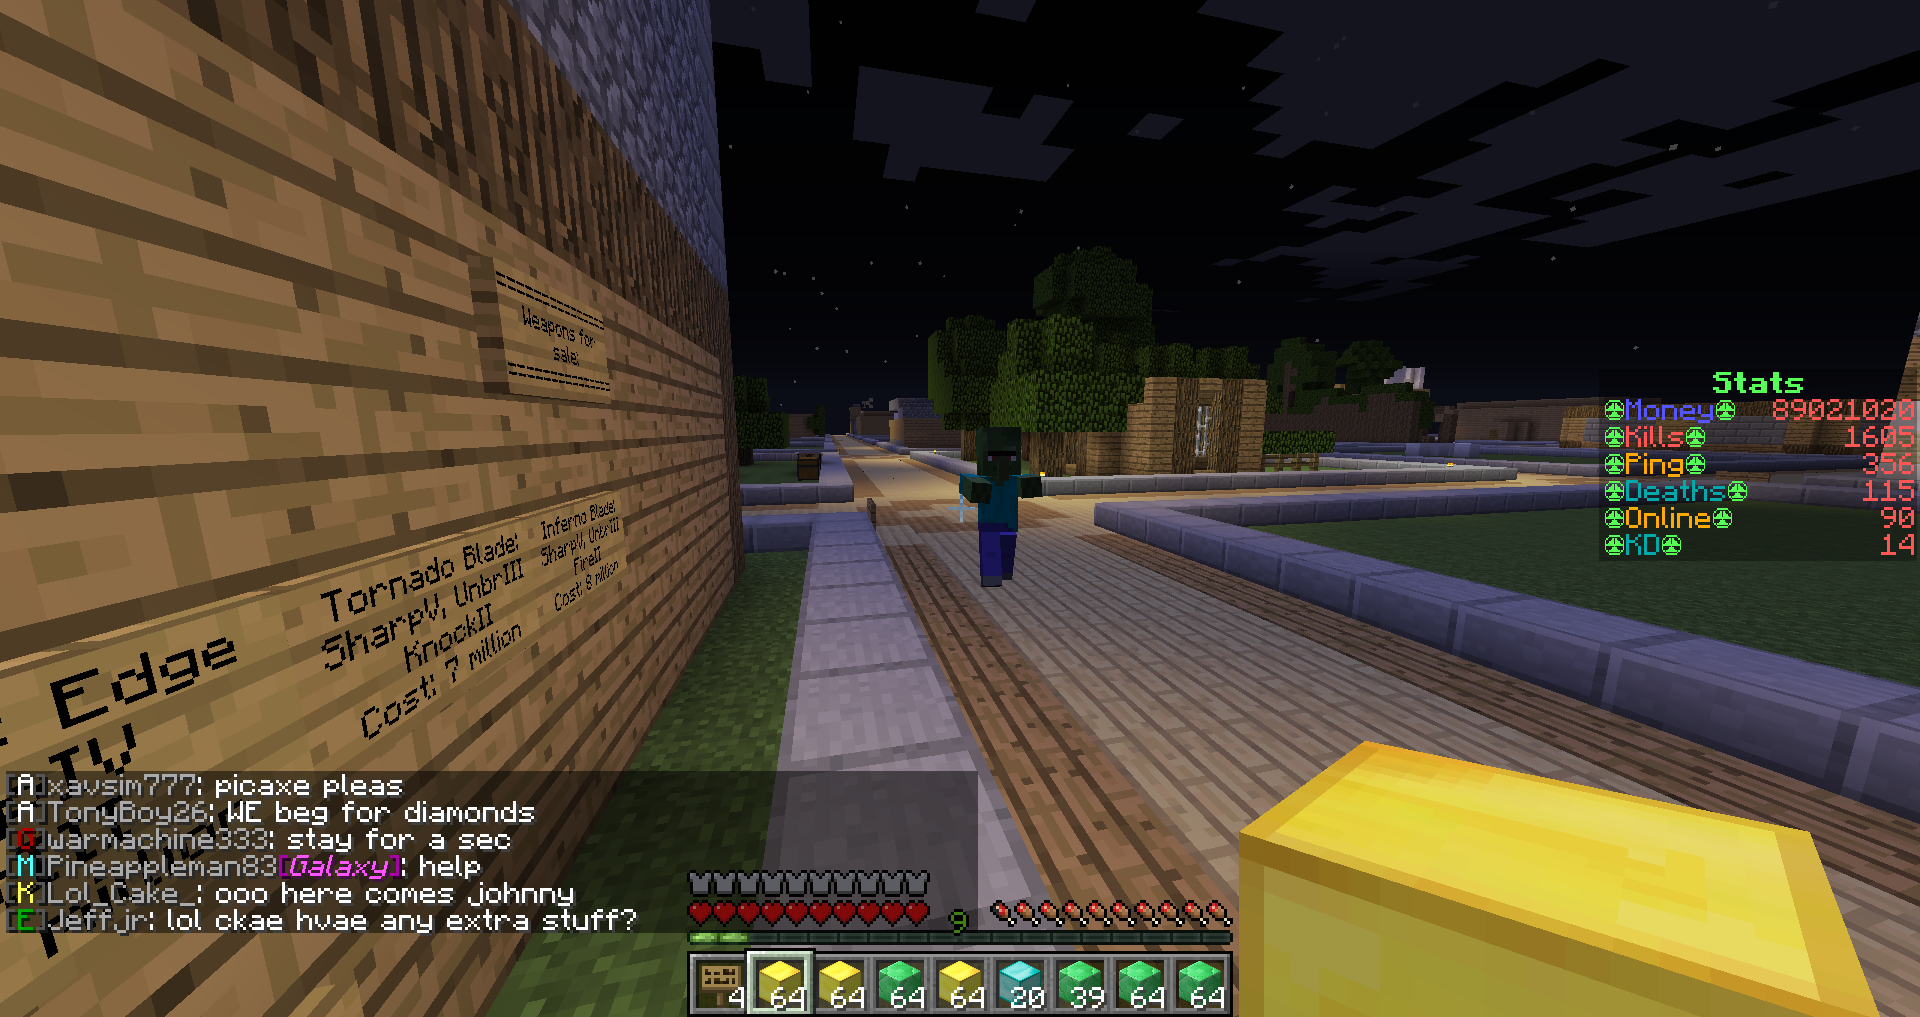 Weapons for
sale:
Edge
TV
Tornado Blade:
SharpV, UnbrIII
KnockII
Cost: 7 million
Inferno Blade:
SharpV, UnbrIII
FireII
Cost: 8 million
Stats
Money 89021020
Kills 1605
Ping 356
Deaths 115
Online 90
KD 14
[A]xavsim777: picaxe pleas
[A]TonyBoy26: WE beg for diamonds
[G]warmachine333: stay for a sec
[M]Pineappleman83[Galaxy]: help
[K]Lol_Cake_: ooo here comes johnny
[E]Jeffjr: lol ckae hvae any extra stuff?
9
4 64 64 64 64 20 39 64 64